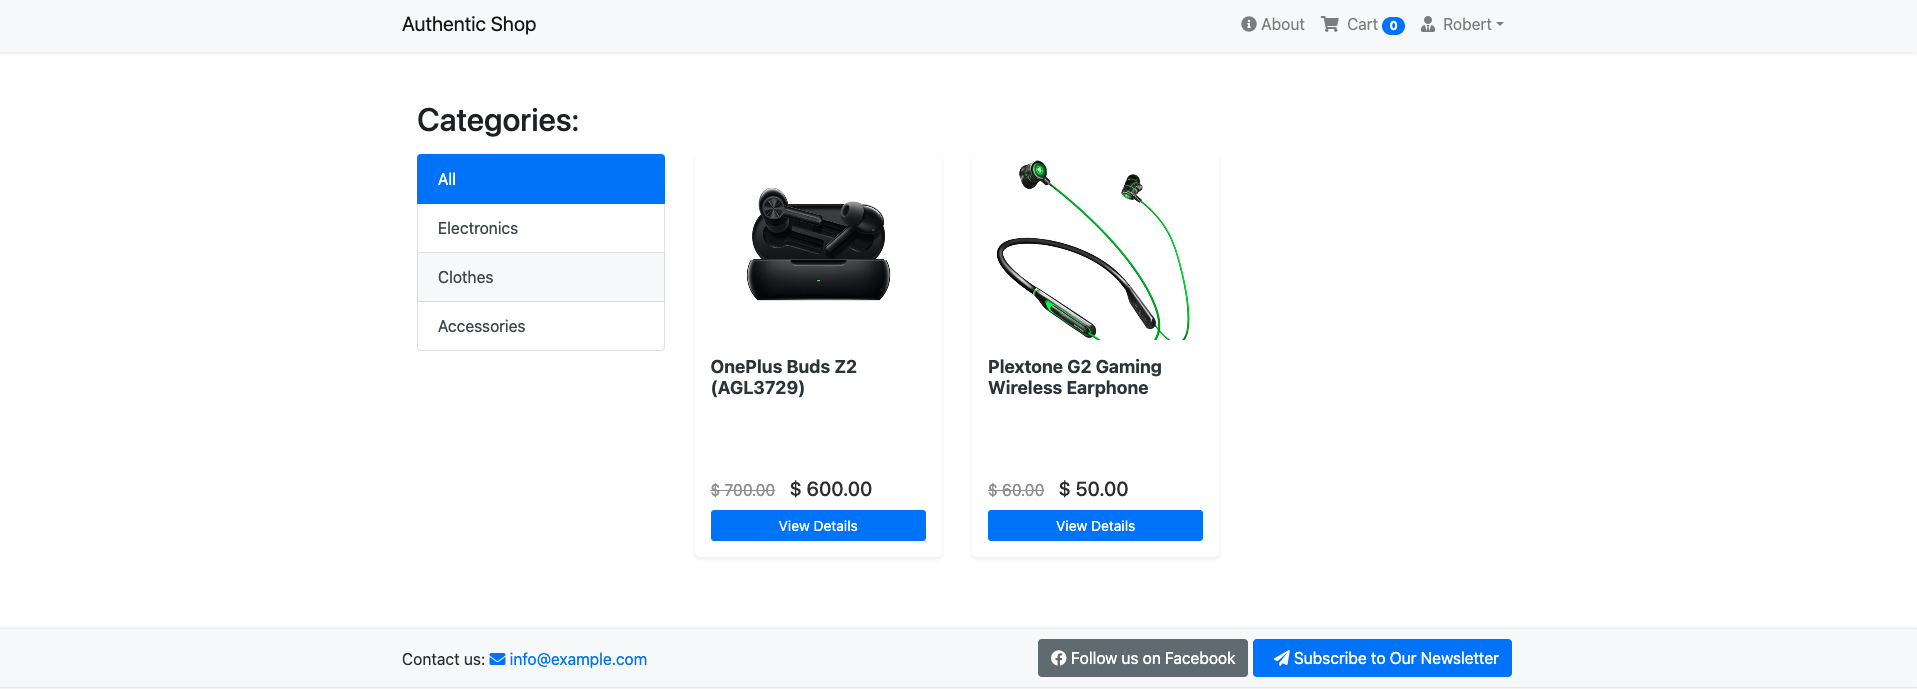 Authentic Shop
About
Cart 0
Robert
Categories:
All
Electronics
Clothes
Accessories
OnePlus Buds Z2
(AGL3729)
$ 700.00 $ 600.00
View Details
Plextone G2 Gaming
Wireless Earphone
$ 60.00 $ 50.00
View Details
Contact us: info@example.com
Follow us on Facebook
Subscribe to Our Newsletter